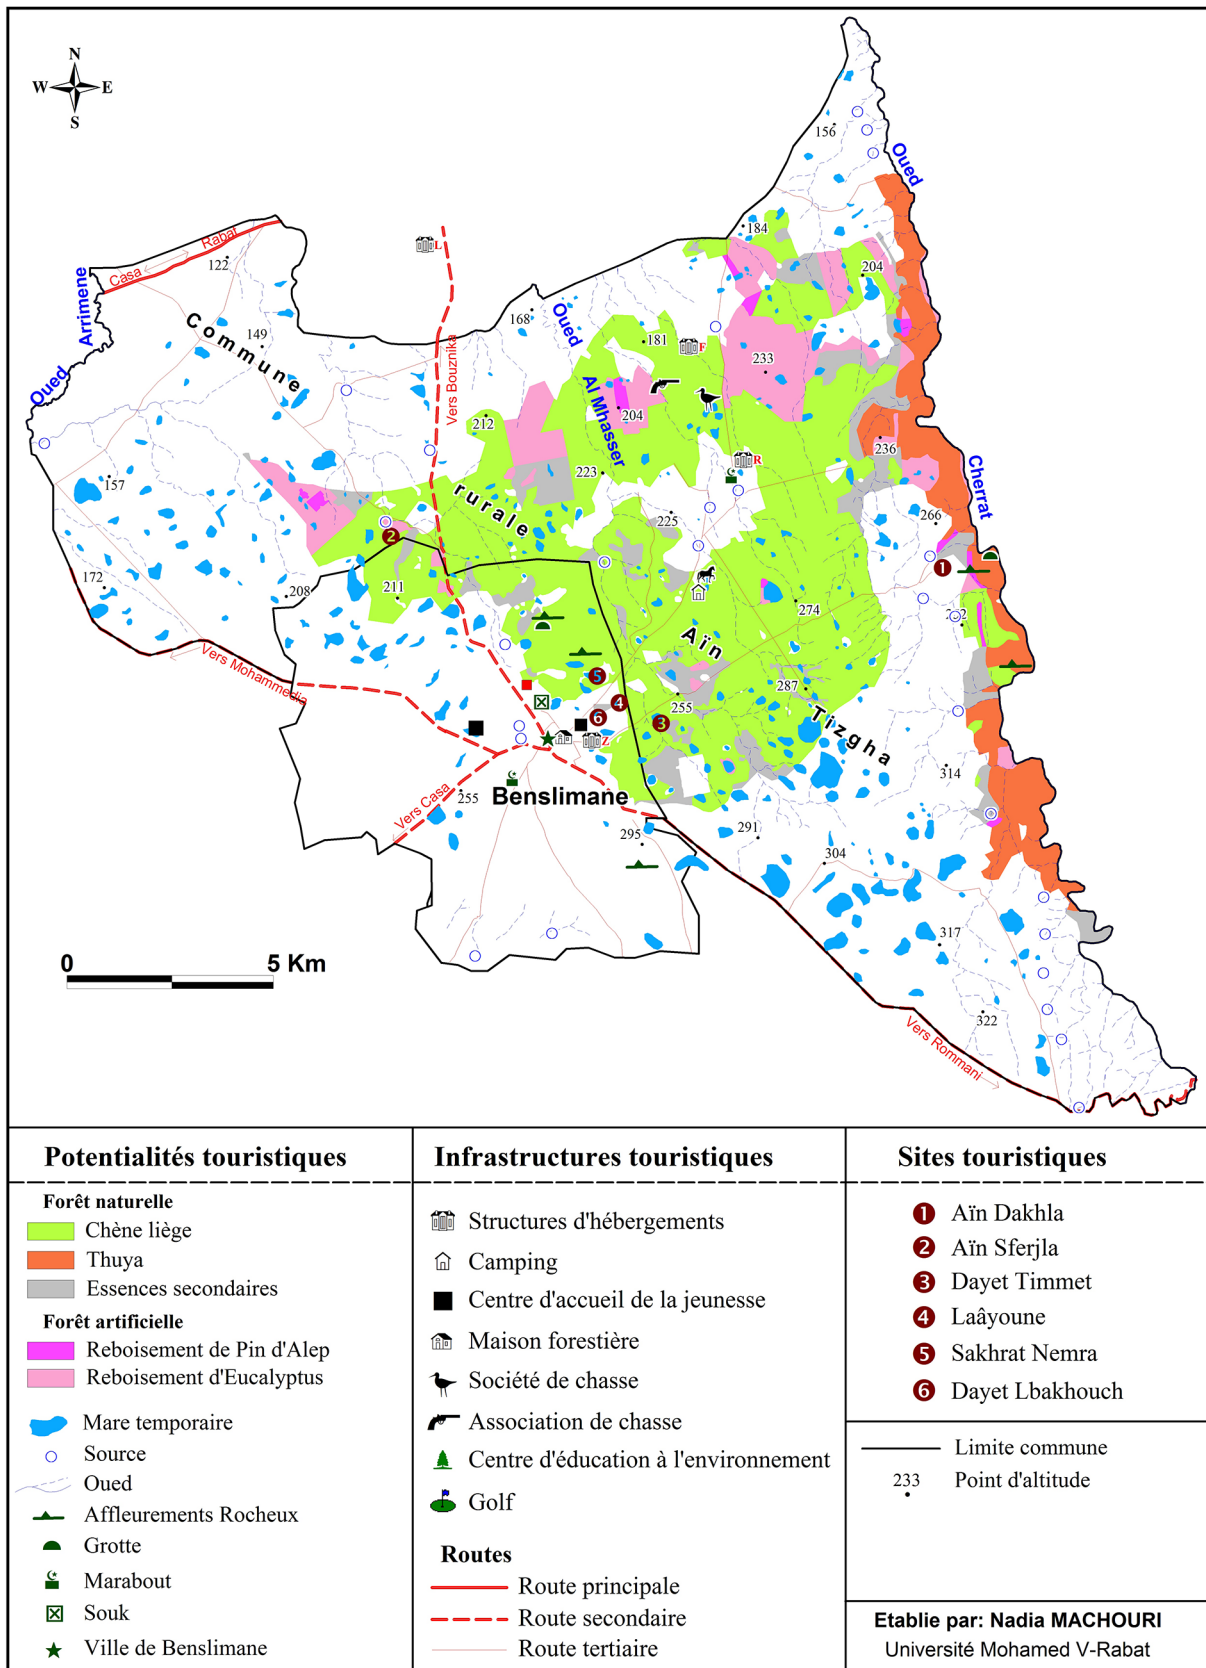 N
W E
S
156
Oued
184
204
Rabat
Casa
122
L
Arrimene
Oued
Commune
149
168
Oued
181
F
233
Vers Bouznika
212
204
Al Mhasser
236
R
Cherrat
157
223
rurale
225
266
2
1
172
208
211
274
Aïn
Vers Mohammedia
5
4
6
3
255
287
Tizgha
Z
314
Vers Casa
255
Benslimane
295
291
304
317
322
Vers Rommani
0 5 Km
Potentialités touristiques
Forêt naturelle
Chène liège
Thuya
Essences secondaires
Forêt artificielle
Reboisement de Pin d'Alep
Reboisement d'Eucalyptus
Mare temporaire
Source
Oued
Affleurements Rocheux
Grotte
Marabout
Souk
Ville de Benslimane
Infrastructures touristiques
Structures d'hébergements
Camping
Centre d'accueil de la jeunesse
Maison forestière
Société de chasse
Association de chasse
Centre d'éducation à l'environnement
Golf
Routes
Route principale
Route secondaire
Route tertiaire
Sites touristiques
1 Aïn Dakhla
2 Aïn Sferjla
3 Dayet Timmet
4 Laâyoune
5 Sakhrat Nemra
6 Dayet Lbakhouch
Limite commune
233 Point d'altitude
Etablie par: Nadia MACHOURI
Université Mohamed V-Rabat